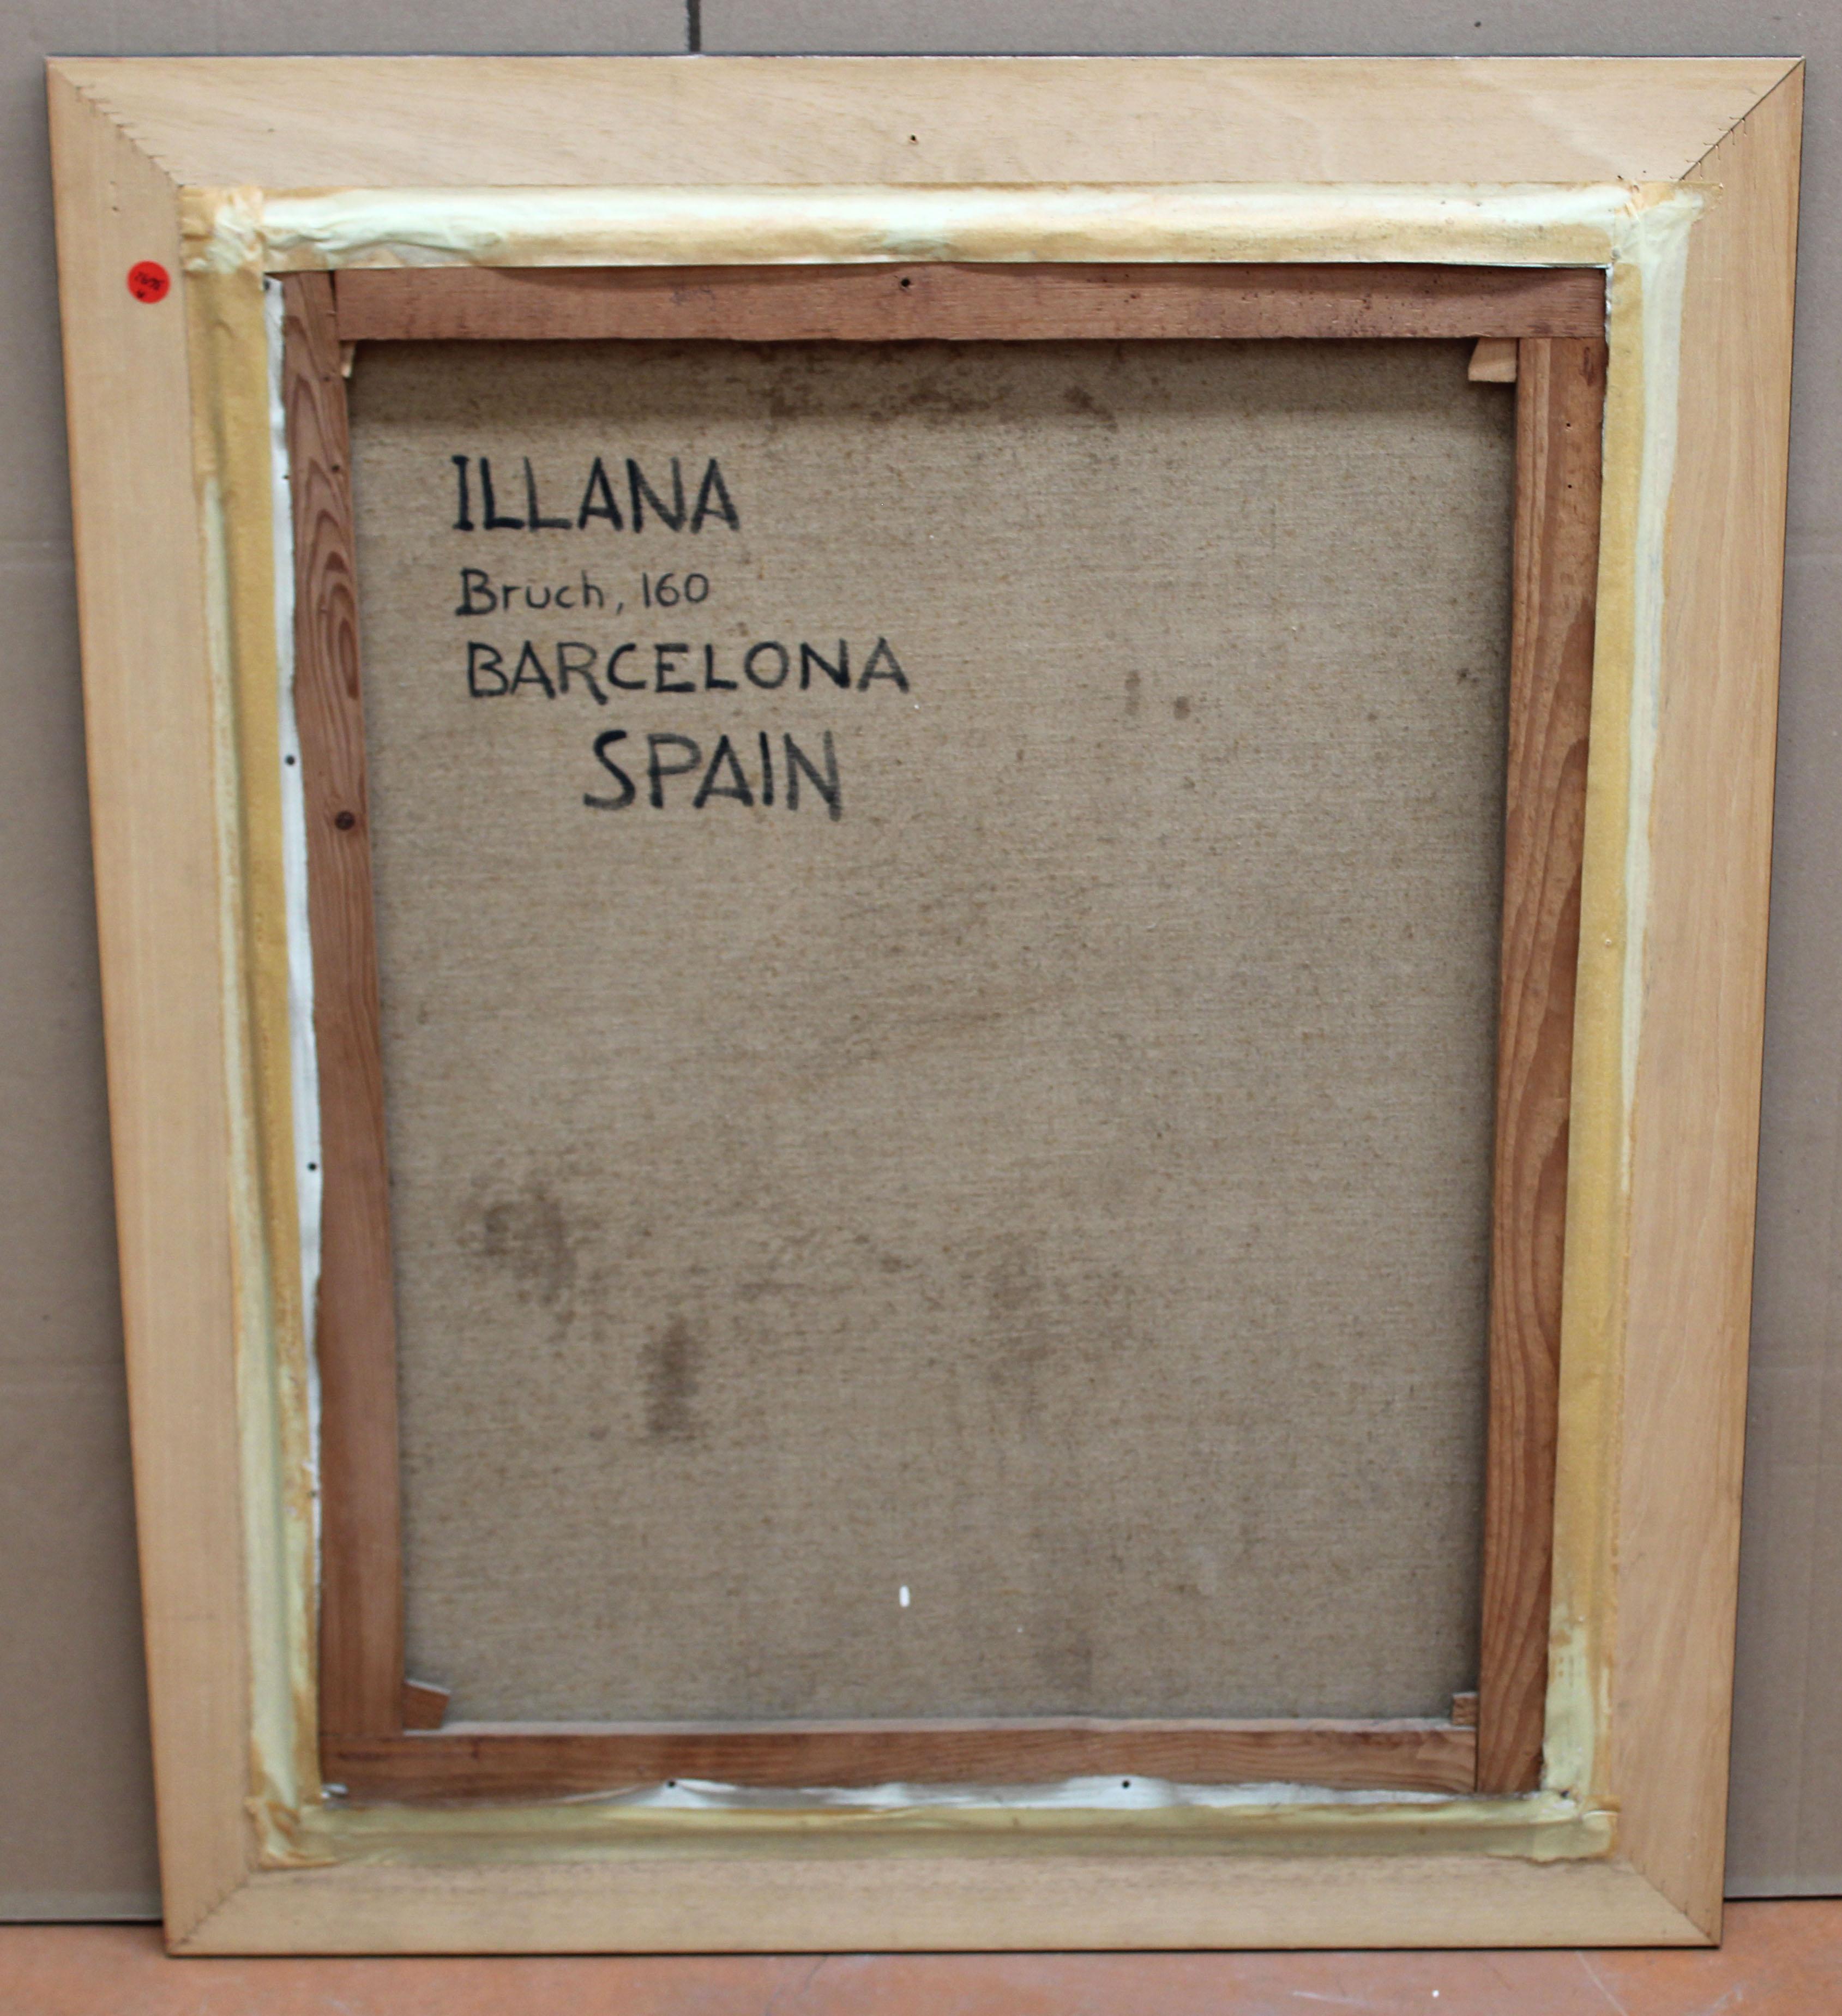 ILLANA
Bruch, 160
BARCELONA
SPAIN